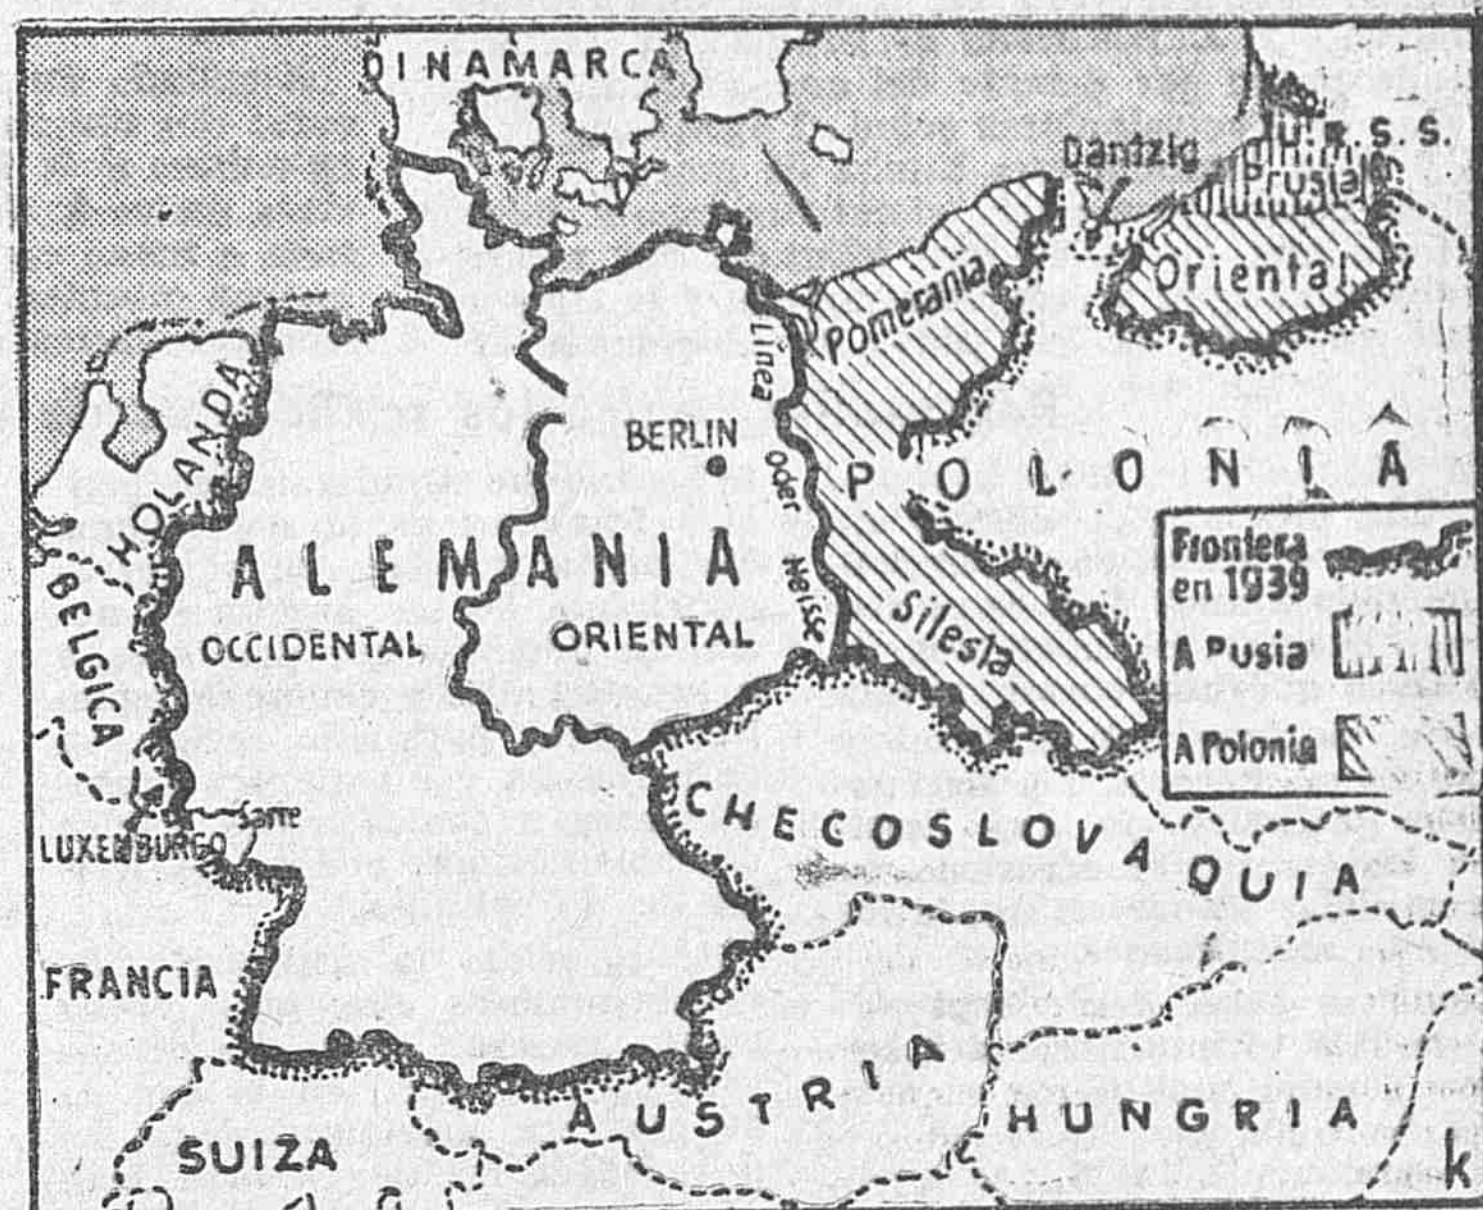 DINAMARCA
U.R.S.S.
Dantzig
Prusia
Oriental
Pomerania
Línea
Oder
Neisse
HOLANDA
BERLIN
POLONIA
ALEMANIA
OCCIDENTAL
ORIENTAL
Silesia
BELGICA
Frontera
en 1939
A Rusia
A Polonia
Sarre
LUXEMBURGO
CHECOSLOVAQUIA
FRANCIA
AUSTRIA
HUNGRIA
SUIZA
k